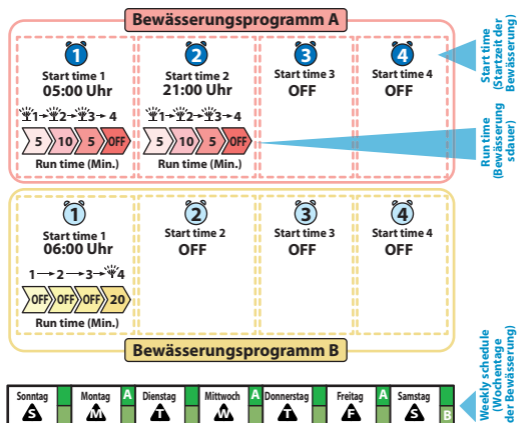 Bewässerungsprogramm A
1 2 3 4
Start time 1 Start time 2 Start time 3 Start time 4
05:00 Uhr 21:00 Uhr OFF OFF
1→2→3→4 1→2→3→4
5 10 5 OFF 5 10 5 OFF
Run time (Min.) Run time (Min.)
Start time
(Startzeit der
Bewässerung)
Run time
(Bewässerung
sdauer)
1 2 3 4
Start time 1 Start time 2 Start time 3 Start time 4
06:00 Uhr OFF OFF OFF
1→2→3→4
OFF OFF OFF 20
Run time (Min.)
Bewässerungsprogramm B
Sonntag Montag A Dienstag Mittwoch A Donnerstag Freitag A Samstag
S M T W T F S B
Weekly schedule
(Wochentage
der Bewässerung)